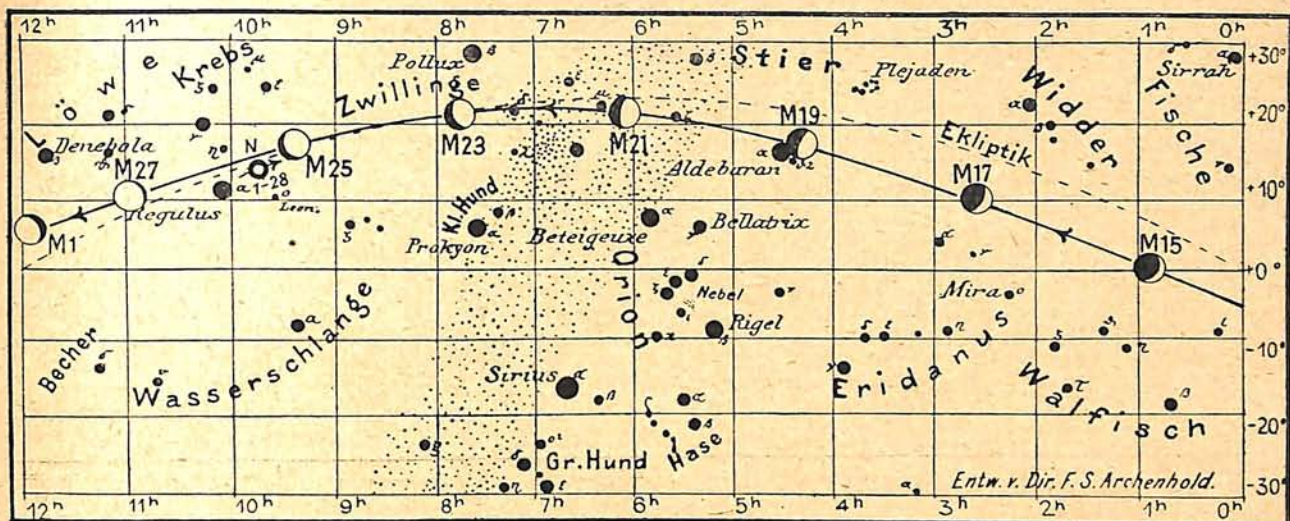 12h 11h 10h 9h 8h 7h 6h 5h 4h 3h 2h 1h 0h
+30°
+20°
+10°
+0°
-10°
-20°
-30°
Löwe
Krebs
Zwillinge
Pollux
Stier
Plejaden
Widder
Fische
Sirrah
Denebola
M27
N
M25
M23
M21
M19
Ekliptik
Aldebaran
M17
1-28
Regulus
Leon.
M1
Kl. Hund
Prokyon
Beteigeuze
Bellatrix
M15
Orion
Nebel
Mira
Rigel
Becher
Wasserschlange
Sirius
Eridanus
Walfisch
Gr. Hund
Hase
Entw. v. Dir. F. S. Archenhold.
12h 11h 10h 9h 8h 7h 6h 5h 4h 3h 2h 1h 0h